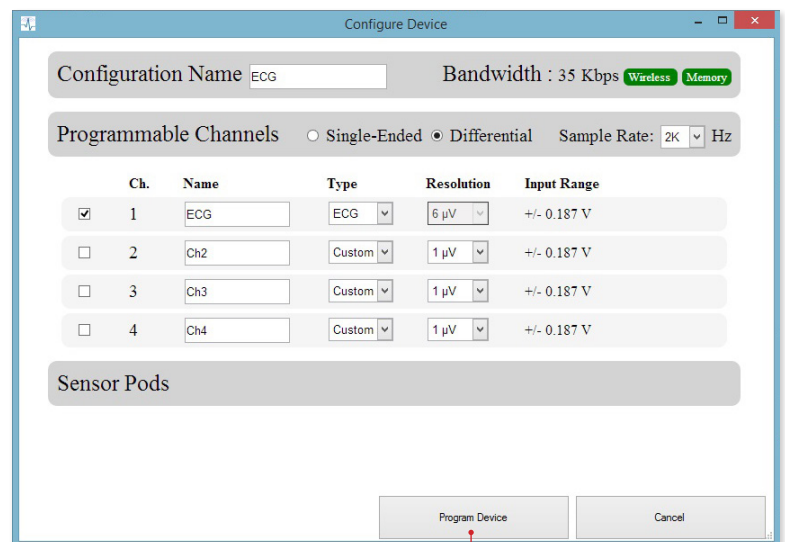 Configure Device
Configuration Name ECG Bandwidth : 35 Kbps Wireless Memory
Programmable Channels Single-Ended Differential Sample Rate: 2K Hz
Ch. Name Type Resolution Input Range
1 ECG ECG 6 µV +/- 0.187 V
2 Ch2 Custom 1 µV +/- 0.187 V
3 Ch3 Custom 1 µV +/- 0.187 V
4 Ch4 Custom 1 µV +/- 0.187 V
Sensor Pods
Program Device Cancel